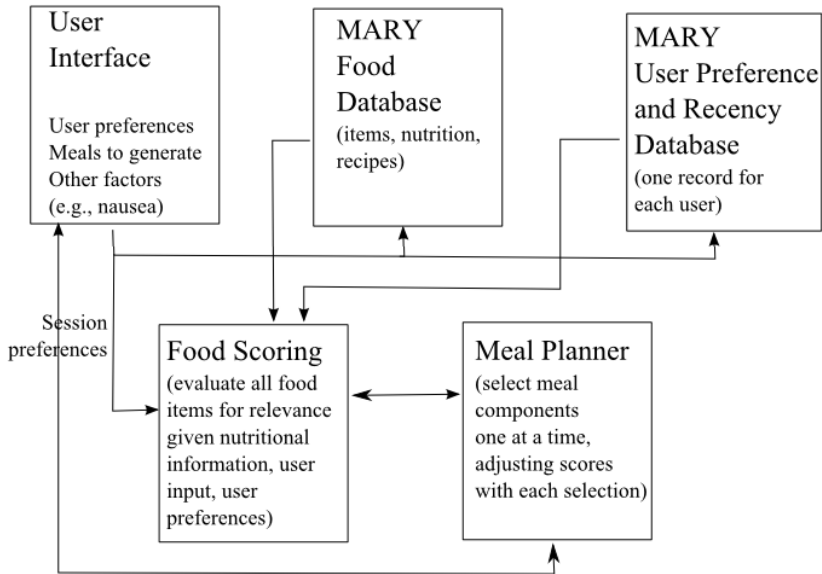 User
Interface
User preferences
Meals to generate
Other factors
(e.g., nausea)
MARY
Food
Database
(items, nutrition,
recipes)
MARY
User Preference
and Recency
Database
(one record for
each user)
Session
preferences
Food Scoring
(evaluate all food
items for relevance
given nutritional
information, user
input, user
preferences)
Meal Planner
(select meal
components
one at a time,
adjusting scores
with each selection)